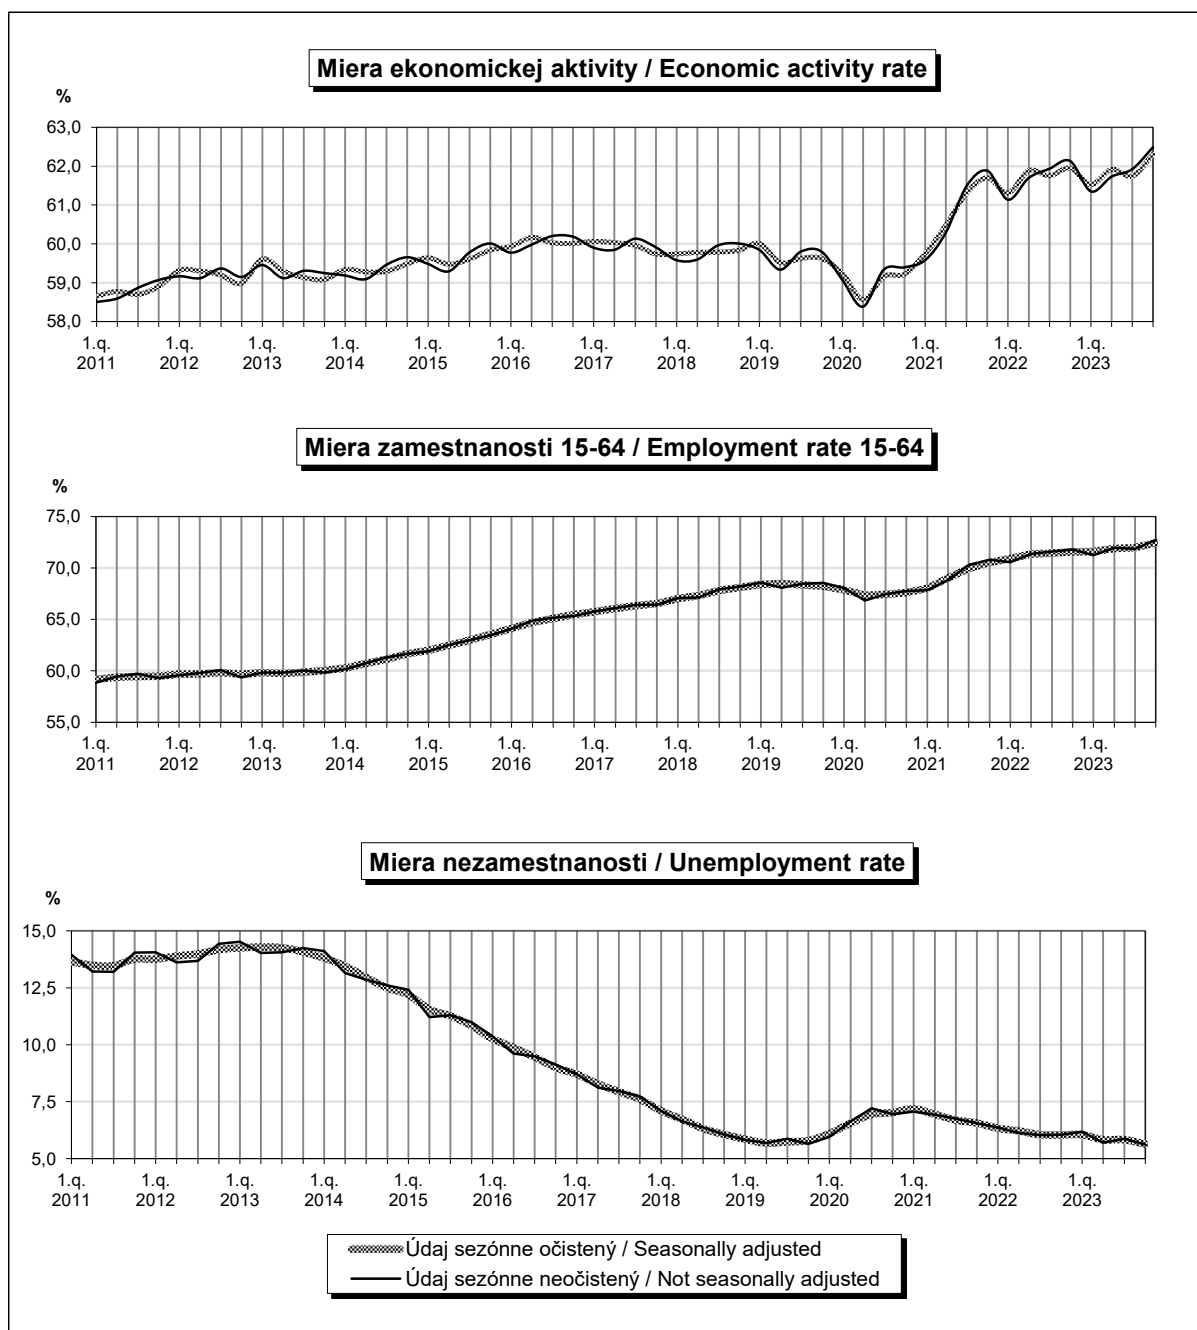 Miera ekonomickej aktivity / Economic activity rate
%
63,0
62,0
61,0
60,0
59,0
58,0
1.q. 1.q. 1.q. 1.q. 1.q. 1.q. 1.q. 1.q. 1.q. 1.q. 1.q. 1.q. 1.q.
2011 2012 2013 2014 2015 2016 2017 2018 2019 2020 2021 2022 2023
Miera zamestnanosti 15-64 / Employment rate 15-64
%
75,0
70,0
65,0
60,0
55,0
1.q. 1.q. 1.q. 1.q. 1.q. 1.q. 1.q. 1.q. 1.q. 1.q. 1.q. 1.q. 1.q.
2011 2012 2013 2014 2015 2016 2017 2018 2019 2020 2021 2022 2023
Miera nezamestnanosti / Unemployment rate
%
15,0
12,5
10,0
7,5
5,0
1.q. 1.q. 1.q. 1.q. 1.q. 1.q. 1.q. 1.q. 1.q. 1.q. 1.q. 1.q. 1.q.
2011 2012 2013 2014 2015 2016 2017 2018 2019 2020 2021 2022 2023
Údaj sezónne očistený / Seasonally adjusted
Údaj sezónne neočistený / Not seasonally adjusted